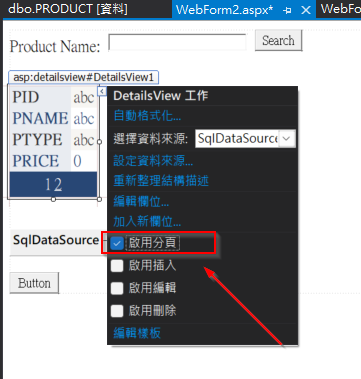 dbo.PRODUCT [資料]
WebForm2.aspx*
WebFo
Product Name:
Search
asp:detailsview#DetailsView1
PID abc
PNAME abc
PTYPE abc
PRICE 0
12
SqlDataSource
Button
DetailsView 工作
自動格式化...
選擇資料來源: SqlDataSource
設定資料來源...
重新整理結構描述
編輯欄位...
加入新欄位...
啟用分頁
啟用插入
啟用編輯
啟用刪除
編輯樣板